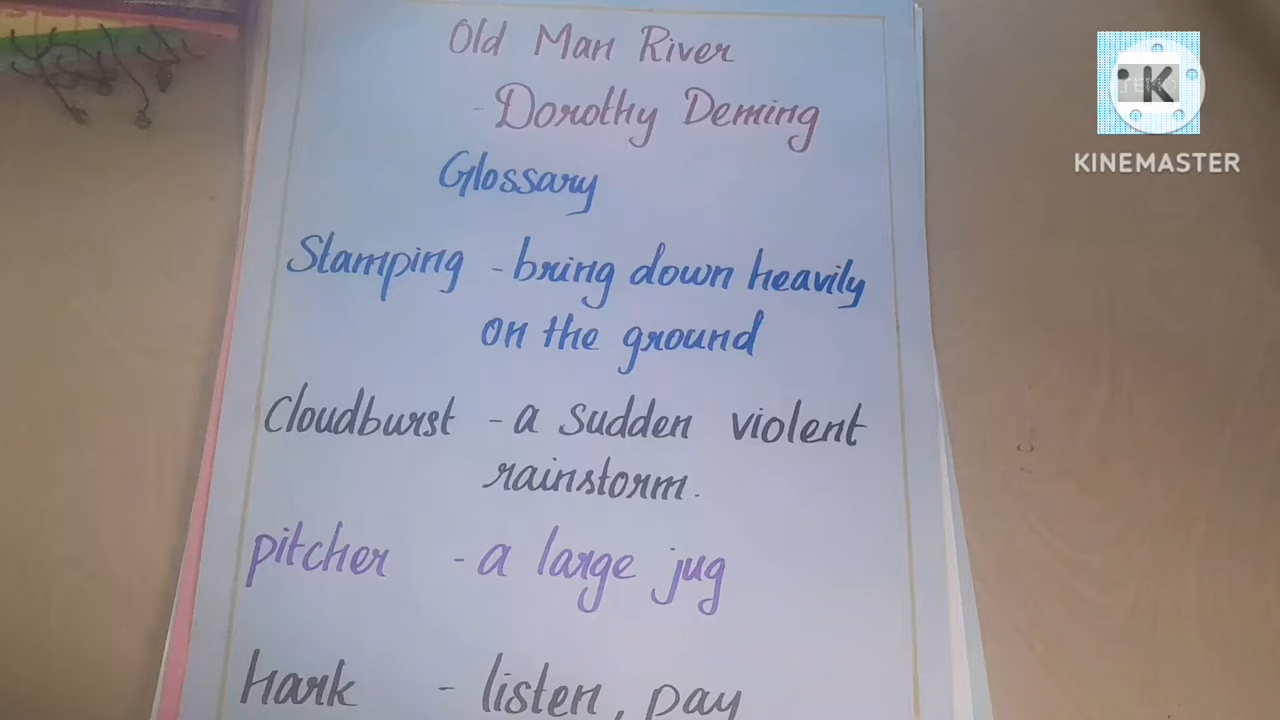 Old Man River
- Dorothy Deming
Glossary
Stamping - bring down heavily
on the ground
Cloudburst - a sudden violent
rainstorm.
pitcher - a large jug
hark - listen, pay
KINEMASTER